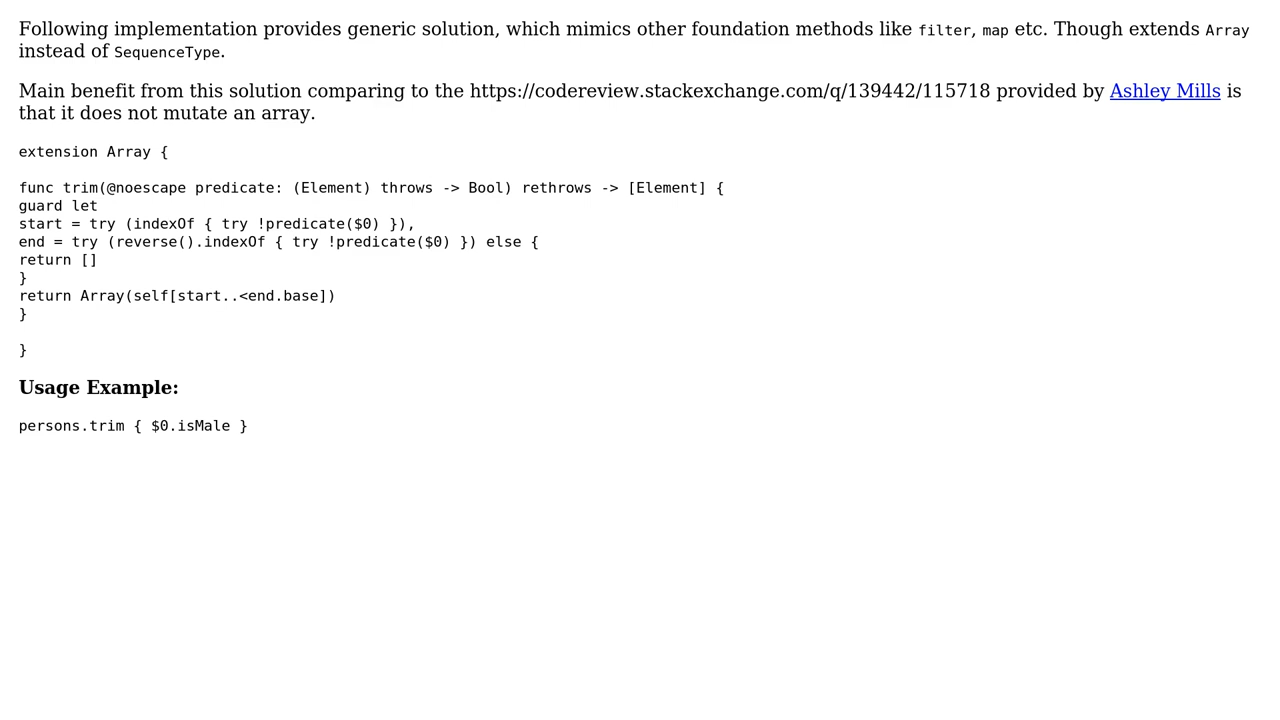 Following implementation provides generic solution, which mimics other foundation methods like filter, map etc. Though extends Array
instead of SequenceType.
Main benefit from this solution comparing to the https://codereview.stackexchange.com/q/139442/115718 provided by Ashley Mills is
that it does not mutate an array.
extension Array {
func trim(@noescape predicate: (Element) throws -> Bool) rethrows -> [Element] {
guard let
start = try (indexOf { try !predicate($0) }),
end = try (reverse().indexOf { try !predicate($0) }) else {
return []
}
return Array(self[start..<end.base])
}
}
Usage Example:
persons.trim { $0.isMale }